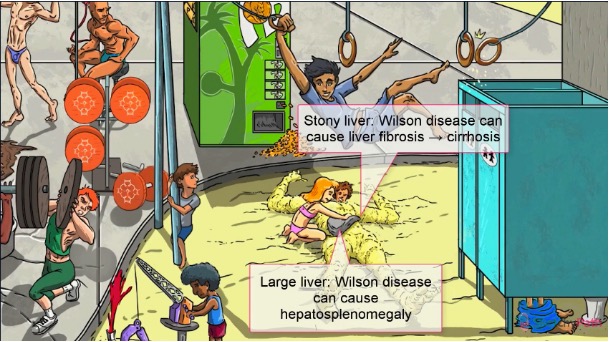 Stony liver: Wilson disease can
cause liver fibrosis → cirrhosis
Large liver: Wilson disease
can cause
hepatosplenomegaly